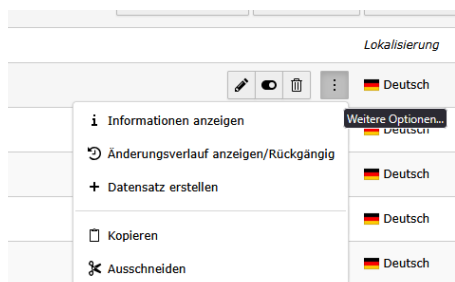 Lokalisierung
Deutsch
Weitere Optionen...
Informationen anzeigen
Deutsch
Änderungsverlauf anzeigen/Rückgängig
Datensatz erstellen
Deutsch
Deutsch
Kopieren
Ausschneiden
Deutsch